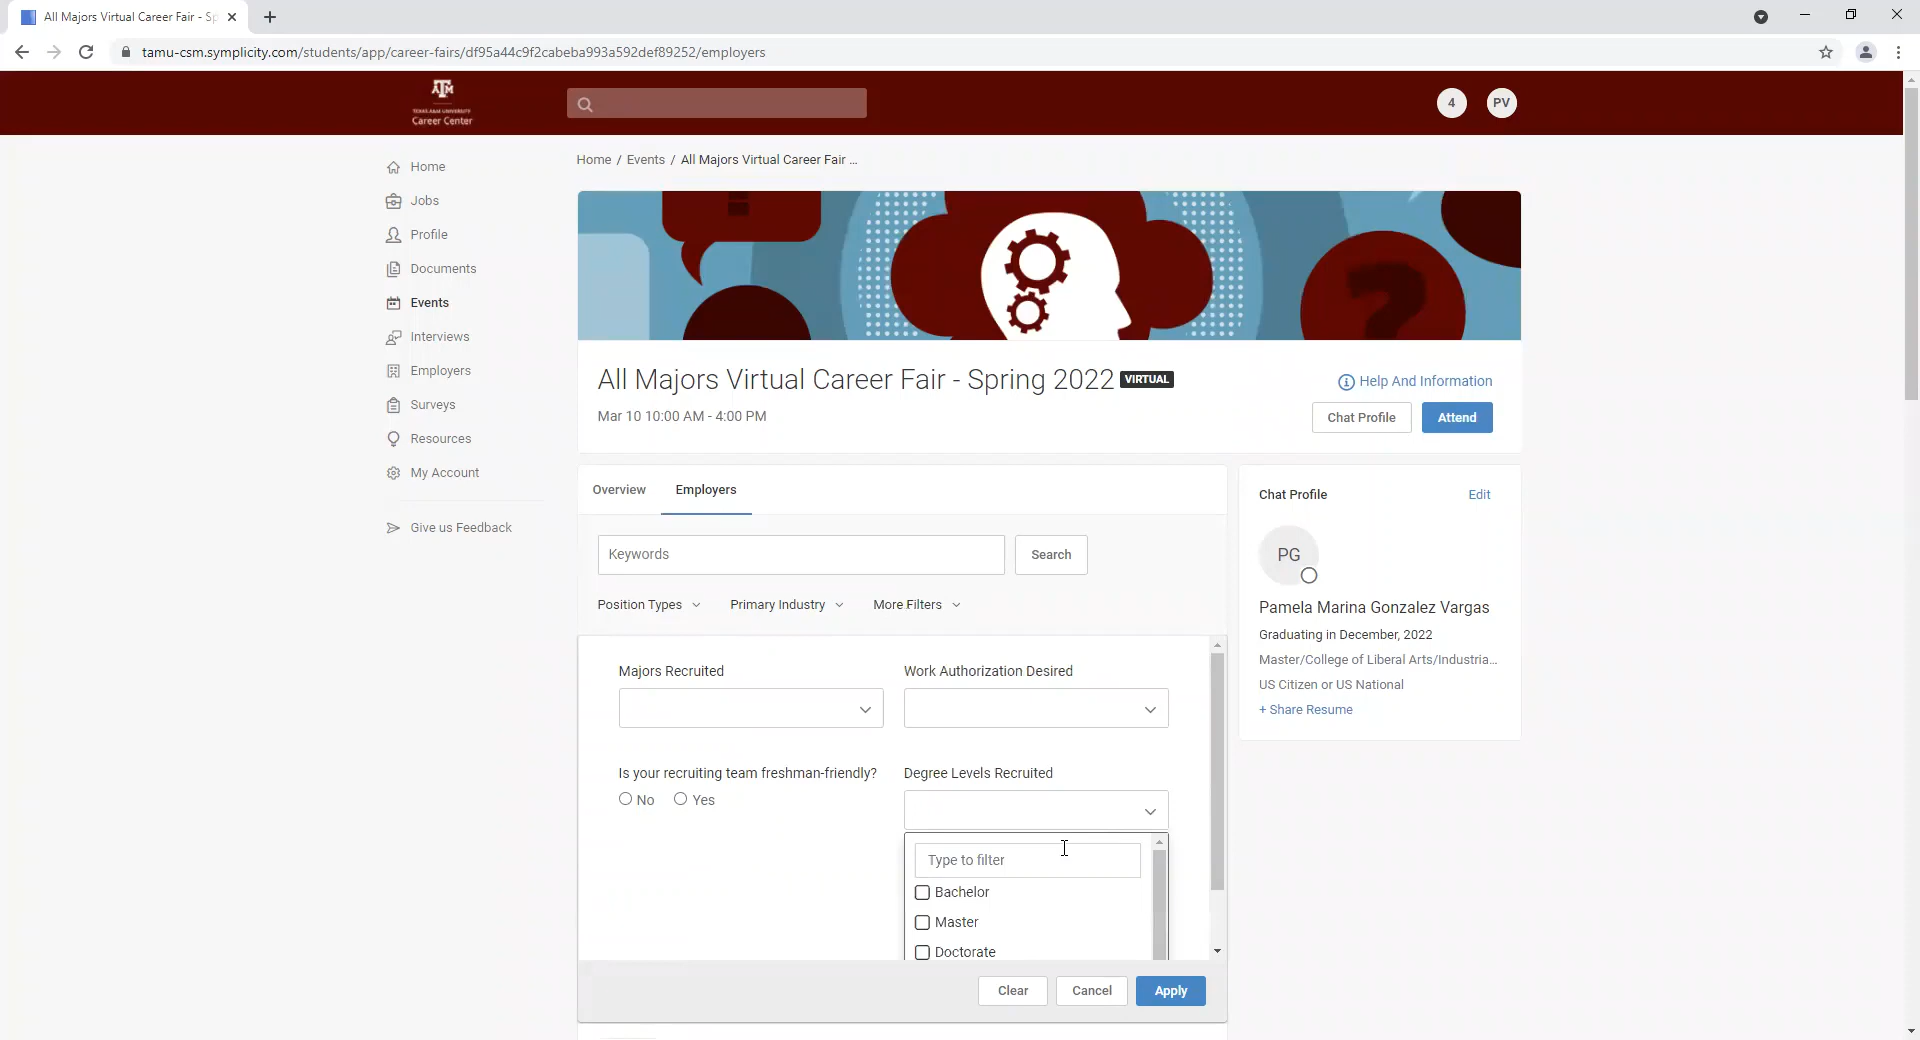 All Majors Virtual Career Fair - Sp
tamu-csm.symplicity.com/students/app/career-fairs/df95a44c9f2cabeba993a592def89252/employers
ATM
TEXAS A&M UNIVERSITY
Career Center
4
PV
Home
Jobs
Profile
Documents
Events
Interviews
Employers
Surveys
Resources
My Account
Give us Feedback
Home / Events / All Majors Virtual Career Fair ...
All Majors Virtual Career Fair - Spring 2022 VIRTUAL
Mar 10 10:00 AM - 4:00 PM
Help And Information
Chat Profile
Attend
Overview
Employers
Keywords
Search
Position Types
Primary Industry
More Filters
Majors Recruited
Work Authorization Desired
Is your recruiting team freshman-friendly?
No
Yes
Degree Levels Recruited
Type to filter
Bachelor
Master
Doctorate
Clear
Cancel
Apply
Chat Profile
Edit
PG
Pamela Marina Gonzalez Vargas
Graduating in December, 2022
Master/College of Liberal Arts/Industria...
US Citizen or US National
+ Share Resume